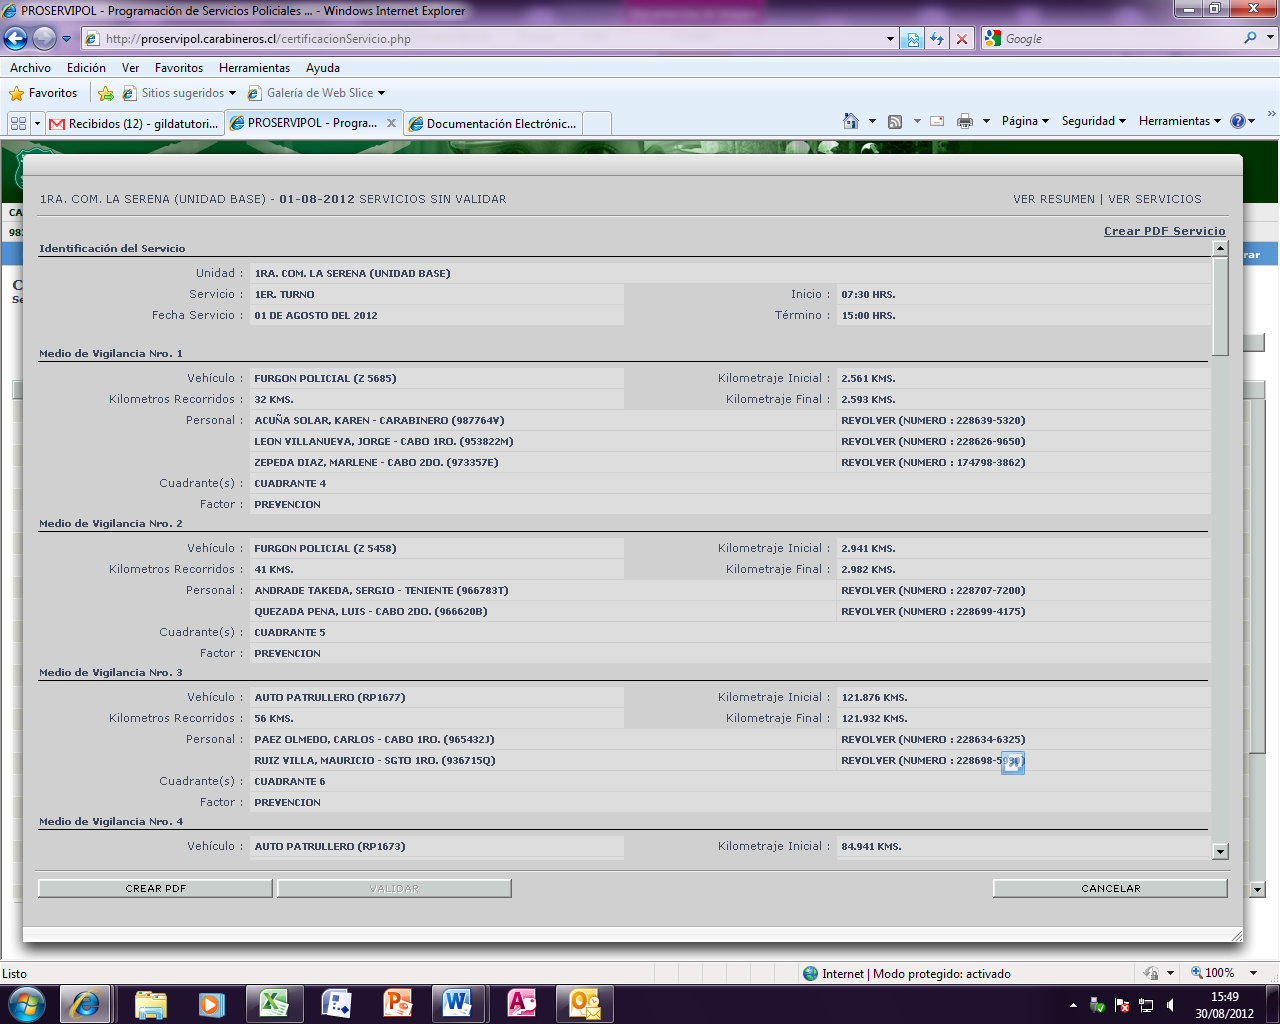 PROSERVIPOL - Programación de Servicios Policiales ... - Windows Internet Explorer
http://proservipol.carabineros.cl/certificacionServicio.php
Google
Archivo Edición Ver Favoritos Herramientas Ayuda
Favoritos Sitios sugeridos Galería de Web Slice
Recibidos (12) - gildatutori... PROSERVIPOL - Progra... Documentación Electrónic... Página Seguridad Herramientas
1RA. COM. LA SERENA (UNIDAD BASE) - 01-08-2012 SERVICIOS SIN VALIDAR VER RESUMEN | VER SERVICIOS
Crear PDF Servicio
Identificación del Servicio
Unidad : 1RA. COM. LA SERENA (UNIDAD BASE)
Servicio : 1ER. TURNO Inicio : 07:30 HRS.
Fecha Servicio : 01 DE AGOSTO DEL 2012 Término : 15:00 HRS.
Medio de Vigilancia Nro. 1
Vehículo : FURGON POLICIAL (Z 5685) Kilometraje Inicial : 2.561 KMS.
Kilometros Recorridos : 32 KMS. Kilometraje Final : 2.593 KMS.
Personal : ACUÑA SOLAR, KAREN - CARABINERO (987764V) REVOLVER (NUMERO : 228639-5320)
LEON VILLANUEVA, JORGE - CABO 1RO. (953822M) REVOLVER (NUMERO : 228626-9650)
ZEPEDA DIAZ, MARLENE - CABO 2DO. (973357E) REVOLVER (NUMERO : 174798-3862)
Cuadrante(s) : CUADRANTE 4
Factor : PREVENCION
Medio de Vigilancia Nro. 2
Vehículo : FURGON POLICIAL (Z 5458) Kilometraje Inicial : 2.941 KMS.
Kilometros Recorridos : 41 KMS. Kilometraje Final : 2.982 KMS.
Personal : ANDRADE TAKEDA, SERGIO - TENIENTE (966783T) REVOLVER (NUMERO : 228707-7200)
QUEZADA PENA, LUIS - CABO 2DO. (966620B) REVOLVER (NUMERO : 228699-4175)
Cuadrante(s) : CUADRANTE 5
Factor : PREVENCION
Medio de Vigilancia Nro. 3
Vehículo : AUTO PATRULLERO (RP1677) Kilometraje Inicial : 121.876 KMS.
Kilometros Recorridos : 56 KMS. Kilometraje Final : 121.932 KMS.
Personal : PAEZ OLMEDO, CARLOS - CABO 1RO. (965432J) REVOLVER (NUMERO : 228634-6325)
RUIZ VILLA, MAURICIO - SGTO 1RO. (936715Q) REVOLVER (NUMERO :
Cuadrante(s) : CUADRANTE 6
Factor : PREVENCION
Medio de Vigilancia Nro. 4
Vehículo : AUTO PATRULLERO (RP1673) Kilometraje Inicial : 84.941 KMS.
CREAR PDF VALIDAR CANCELAR
Listo Internet | Modo protegido: activado 100%
15:49
30/08/2012